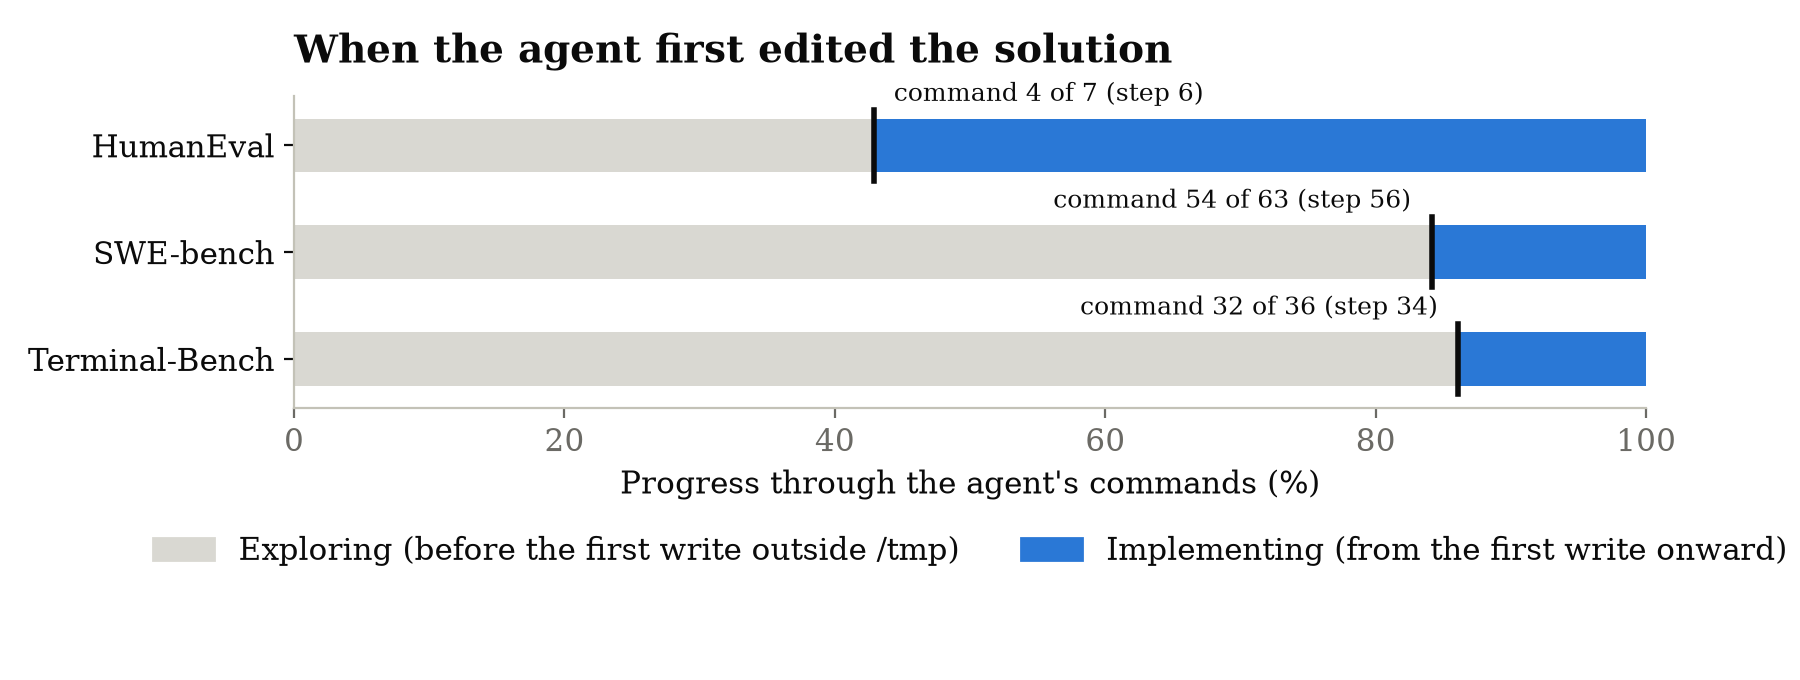 When the agent first edited the solution
command 4 of 7 (step 6)
HumanEval
command 54 of 63 (step 56)
SWE-bench
command 32 of 36 (step 34)
Terminal-Bench
0 20 40 60 80 100
Progress through the agent's commands (%)
Exploring (before the first write outside /tmp) Implementing (from the first write onward)